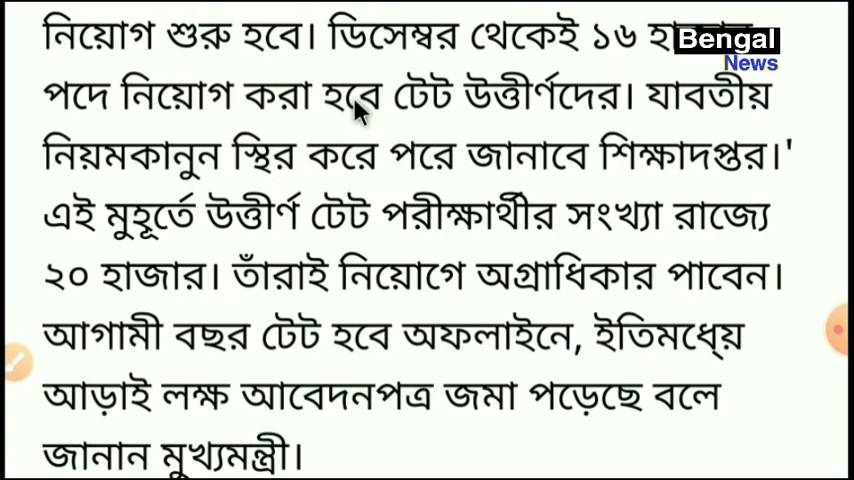 নিয়োগ শুরু হবে। ডিসেম্বর থেকেই ১৬
Bengal
News
পদে নিয়োগ করা হবে টেট উত্তীর্ণদের। যাবতীয়
নিয়মকানুন স্থির করে পরে জানাবে শিক্ষাদপ্তর।'
এই মুহূর্তে উত্তীর্ণ টেট পরীক্ষার্থীর সংখ্যা রাজ্যে
২০ হাজার। তাঁরাই নিয়োগে অগ্রাধিকার পাবেন।
আগামী বছর টেট হবে অফলাইনে, ইতিমধ্যে়
আড়াই লক্ষ আবেদনপত্র জমা পড়েছে বলে
জানান মুখ্যমন্ত্রী।